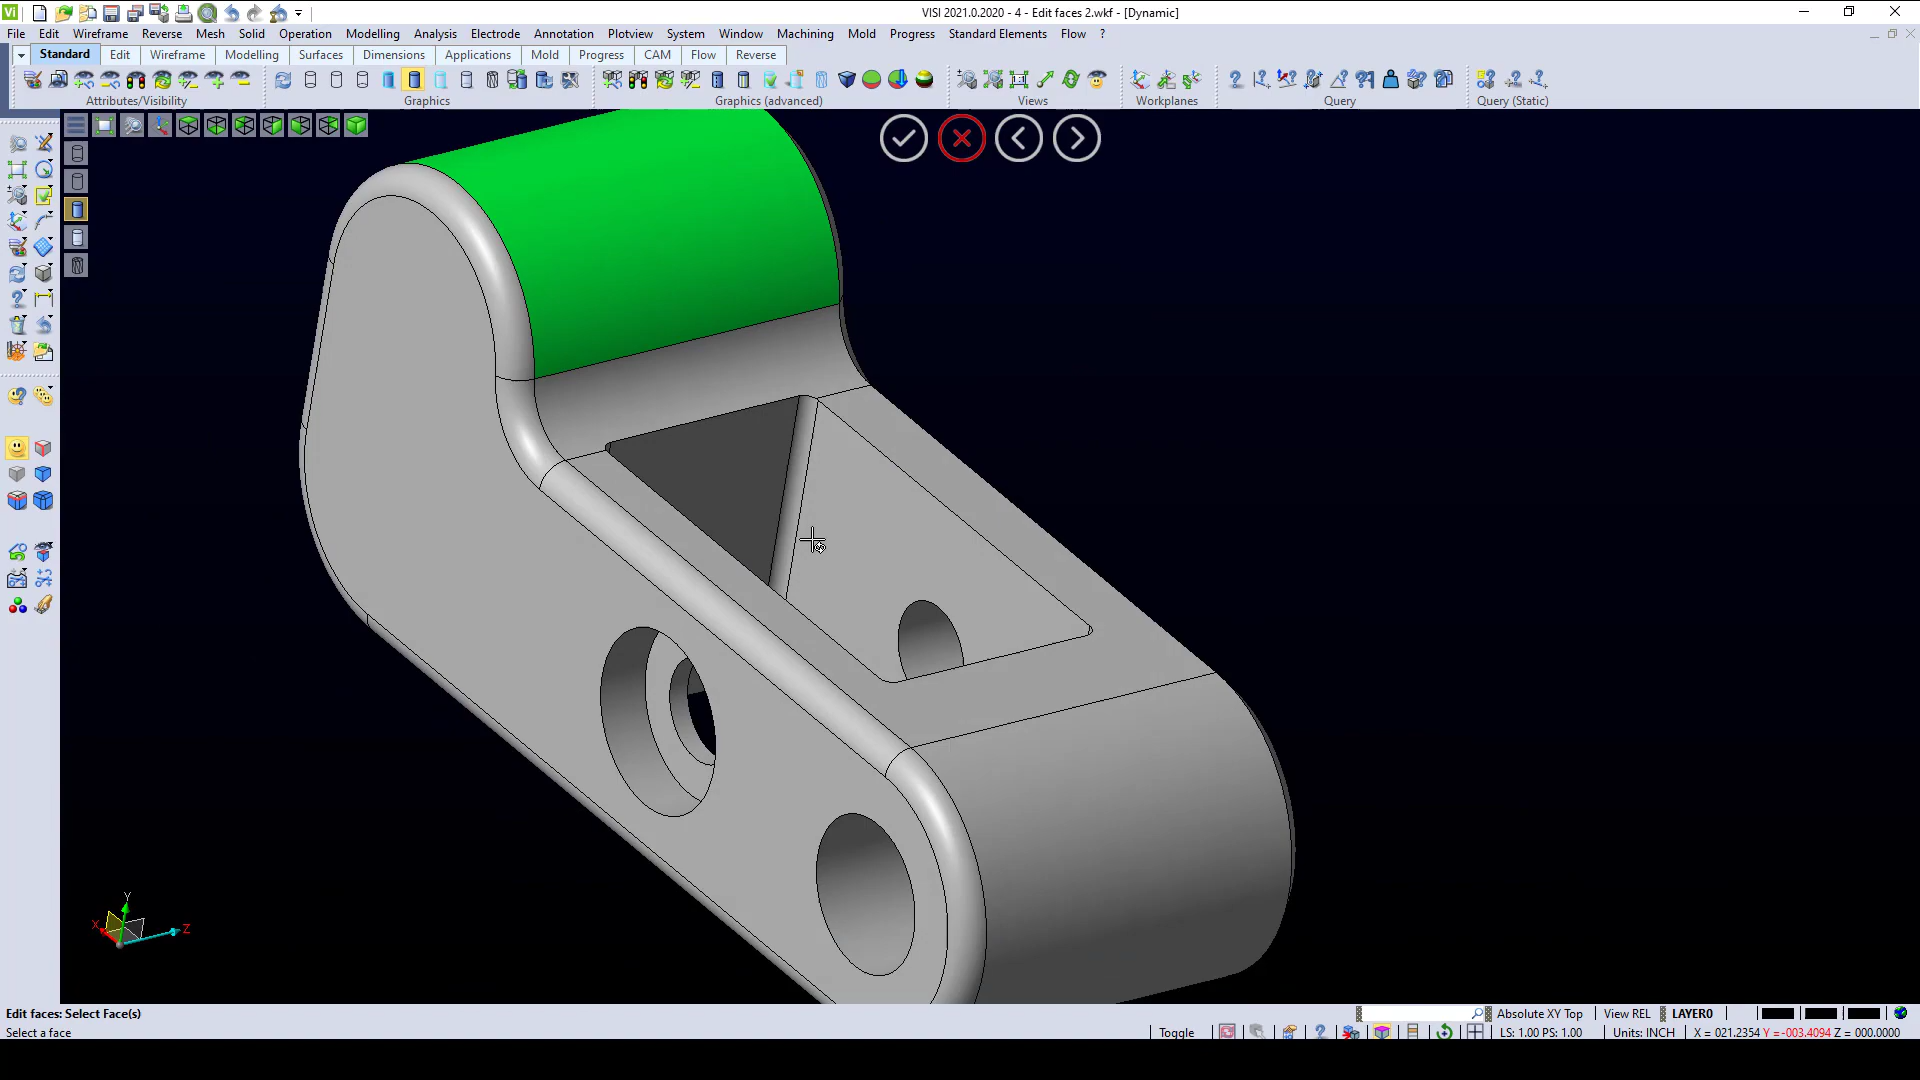 Vi
VISI 2021.0.2020 - 4 - Edit faces 2.wkf - [Dynamic]
File Edit Wireframe Reverse Mesh Solid Operation Modelling Analysis Electrode Annotation Plotview System Window Machining Mold Progress Standard Elements Flow ?
Standard Edit Wireframe Modelling Surfaces Dimensions Applications Mold Progress CAM Flow Reverse
Attributes/Visibility Graphics Graphics (advanced) Views Workplanes Query Query (Static)
Y
X
Z
Edit faces: Select Face(s)
Absolute XY Top View REL LAYER0
Select a face
Toggle LS: 1.00 PS: 1.00 Units: INCH X = 021.2354 Y =-003.4094 Z = 000.0000